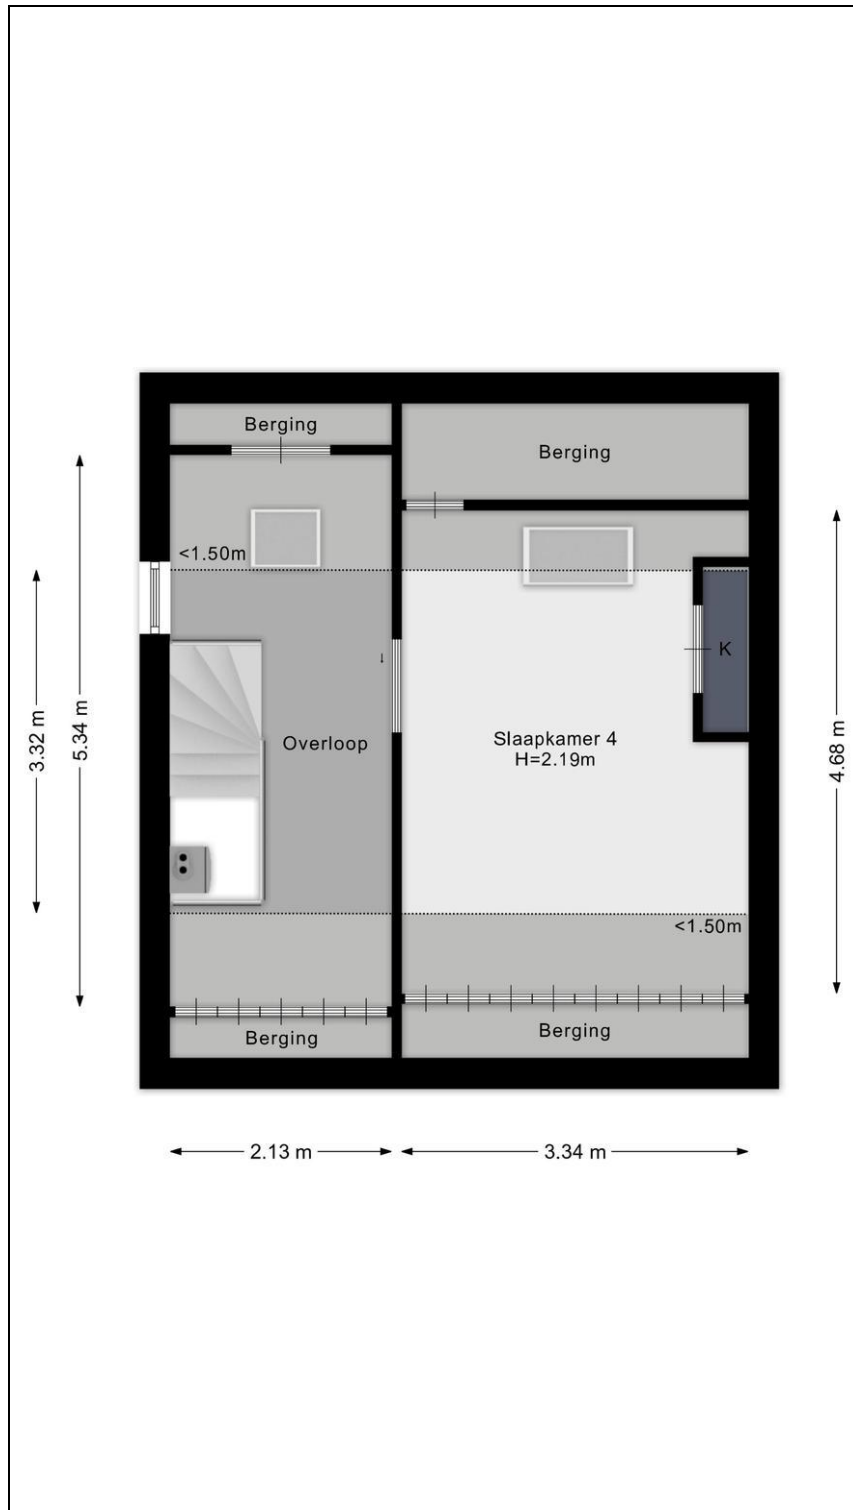 Berging
Berging
<1.50m
K
3.32 m
5.34 m
Overloop
Slaapkamer 4
H=2.19m
4.68 m
<1.50m
Berging
Berging
2.13 m
3.34 m